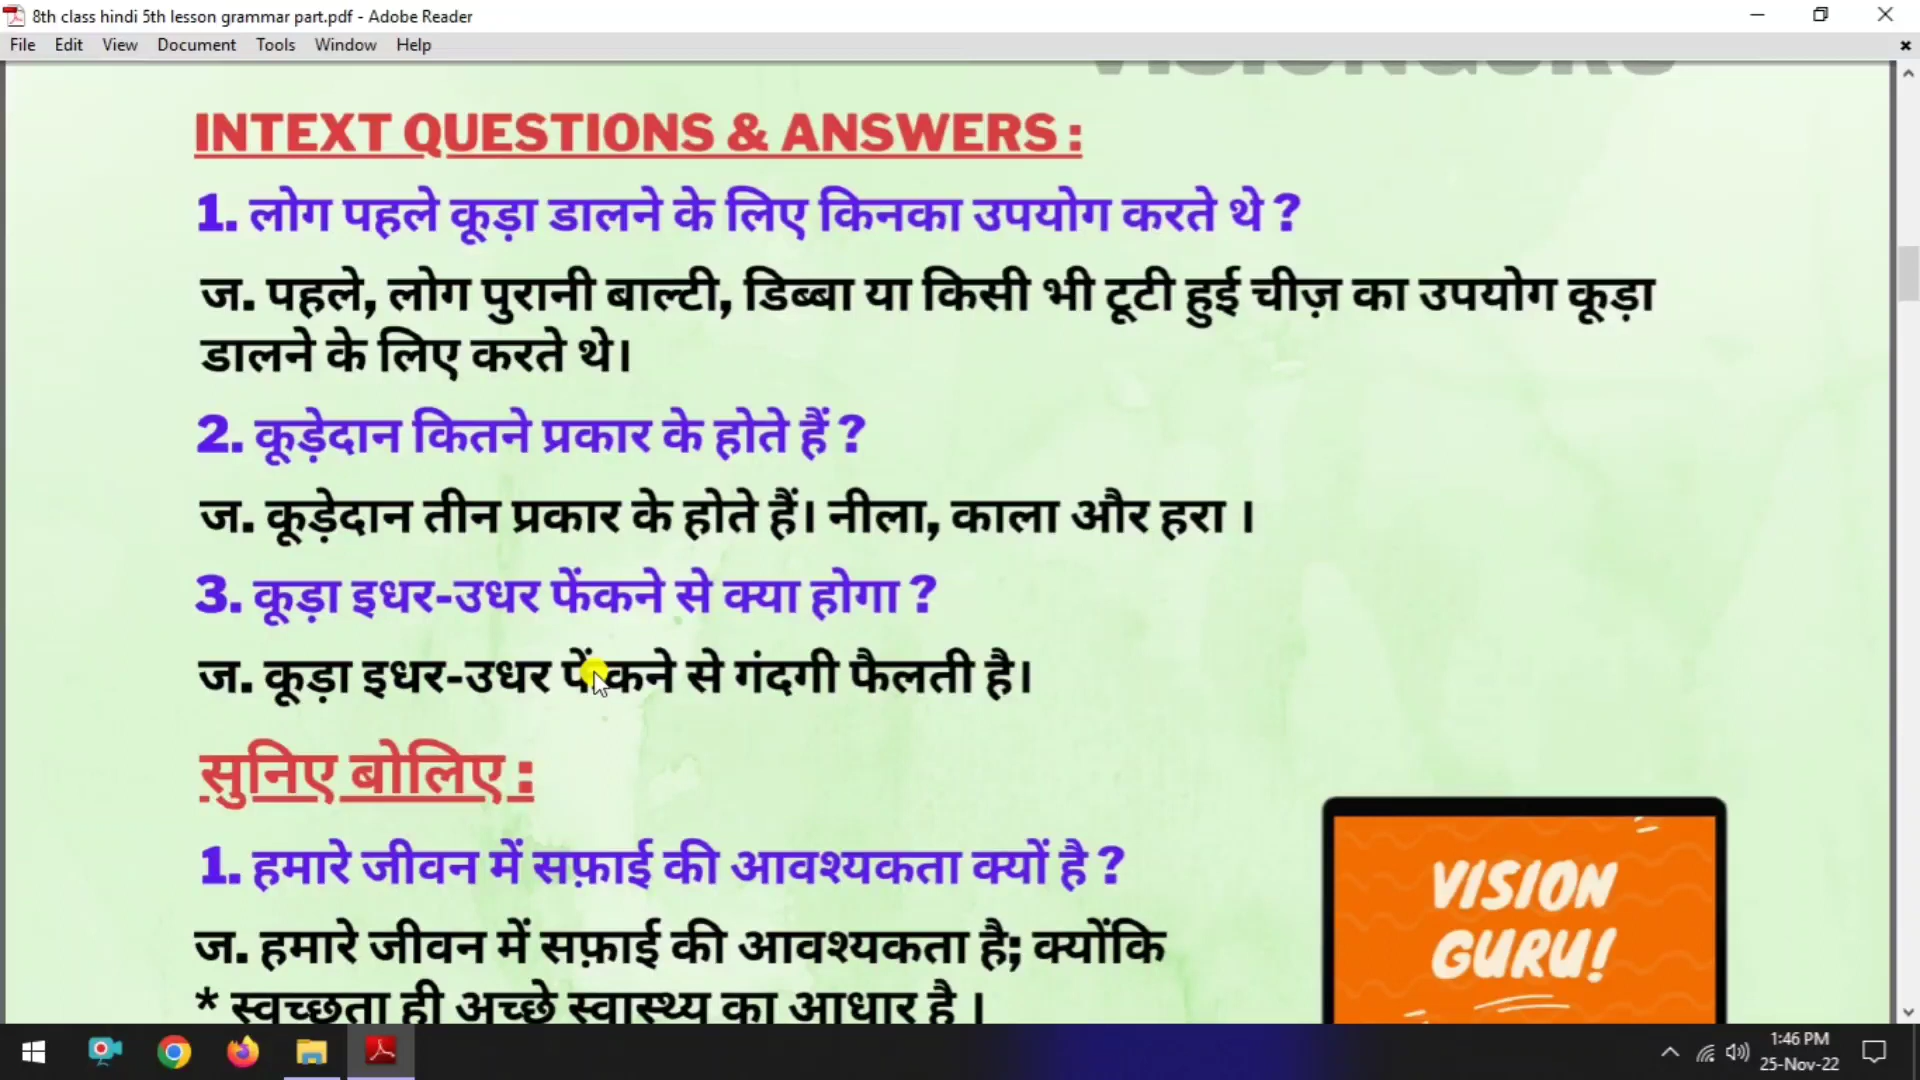 8th class hindi 5th lesson grammar part.pdf - Adobe Reader
File Edit View Document Tools Window Help
INTEXT QUESTIONS & ANSWERS :
1. लोग पहले कूड़ा डालने के लिए किनका उपयोग करते थे ?
ज. पहले, लोग पुरानी बाल्टी, डिब्बा या किसी भी टूटी हुई चीज़ का उपयोग कूड़ा
डालने के लिए करते थे।
2. कूड़ेदान कितने प्रकार के होते हैं ?
ज. कूड़ेदान तीन प्रकार के होते हैं। नीला, काला और हरा ।
3. कूड़ा इधर-उधर फेंकने से क्या होगा ?
ज. कूड़ा इधर-उधर फेंकने से गंदगी फैलती है।
सुनिए बोलिए :
1. हमारे जीवन में सफ़ाई की आवश्यकता क्यों है ?
ज. हमारे जीवन में सफ़ाई की आवश्यकता है; क्योंकि
* स्वच्छता ही अच्छे स्वास्थ्य का आधार है ।
VISION
GURU!
1:46 PM
25-Nov-22